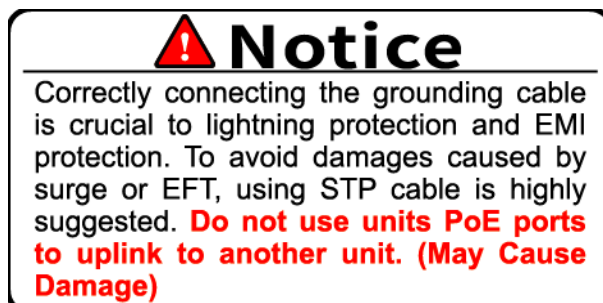 Notice
Correctly connecting the grounding cable
is crucial to lightning protection and EMI
protection. To avoid damages caused by
surge or EFT, using STP cable is highly
suggested. Do not use units PoE ports
to uplink to another unit. (May Cause
Damage)